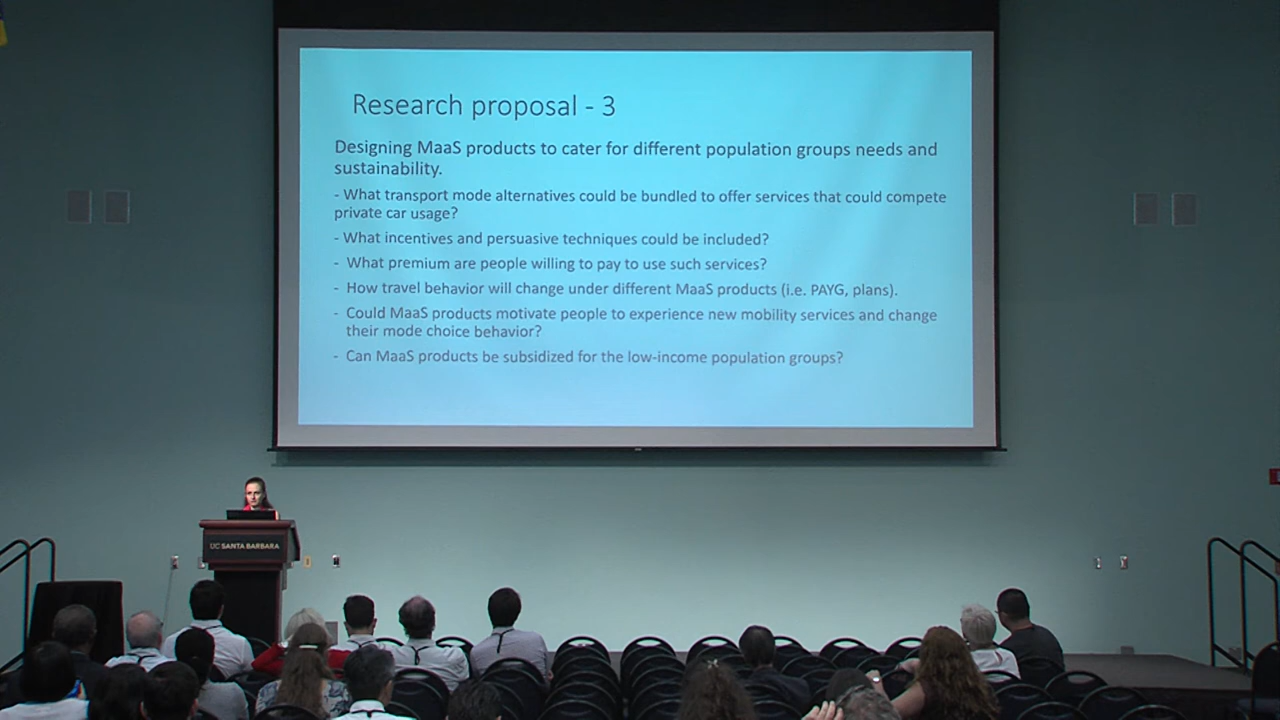 Research proposal - 3
Designing MaaS products to cater for different population groups needs and
sustainability.
- What transport mode alternatives could be bundled to offer services that could compete
private car usage?
- What incentives and persuasive techniques could be included?
- What premium are people willing to pay to use such services?
- How travel behavior will change under different MaaS products (i.e. PAYG, plans).
- Could MaaS products motivate people to experience new mobility services and change
their mode choice behavior?
- Can MaaS products be subsidized for the low-income population groups?
UC SANTA BARBARA